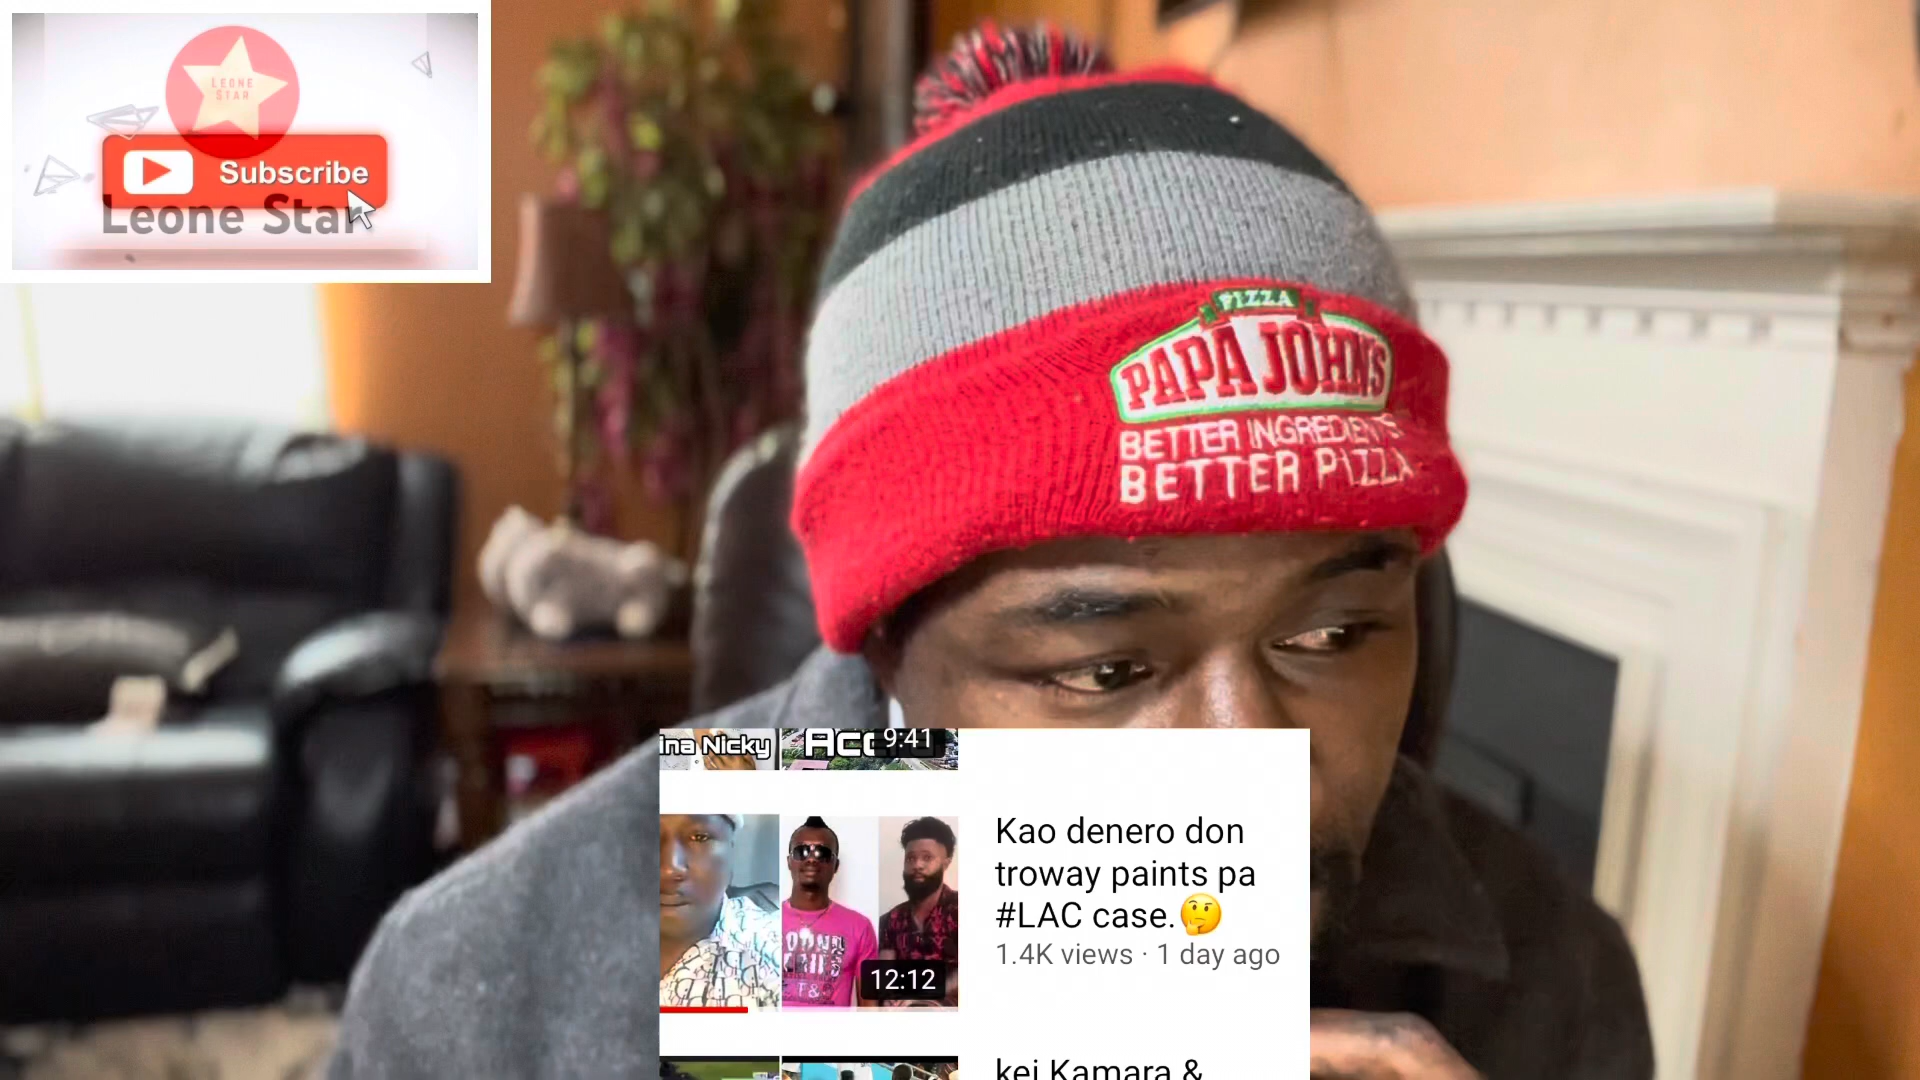 LEONE
STAR
Subscribe
Leone Star
PIZZA
PAPA JOHN'S
BETTER INGREDIENTS
BETTER PIZZA
ina Nicky
9:41
Kao denero don
troway paints pa
#LAC case.🤔
1.4K views · 1 day ago
12:12
kei Kamara &